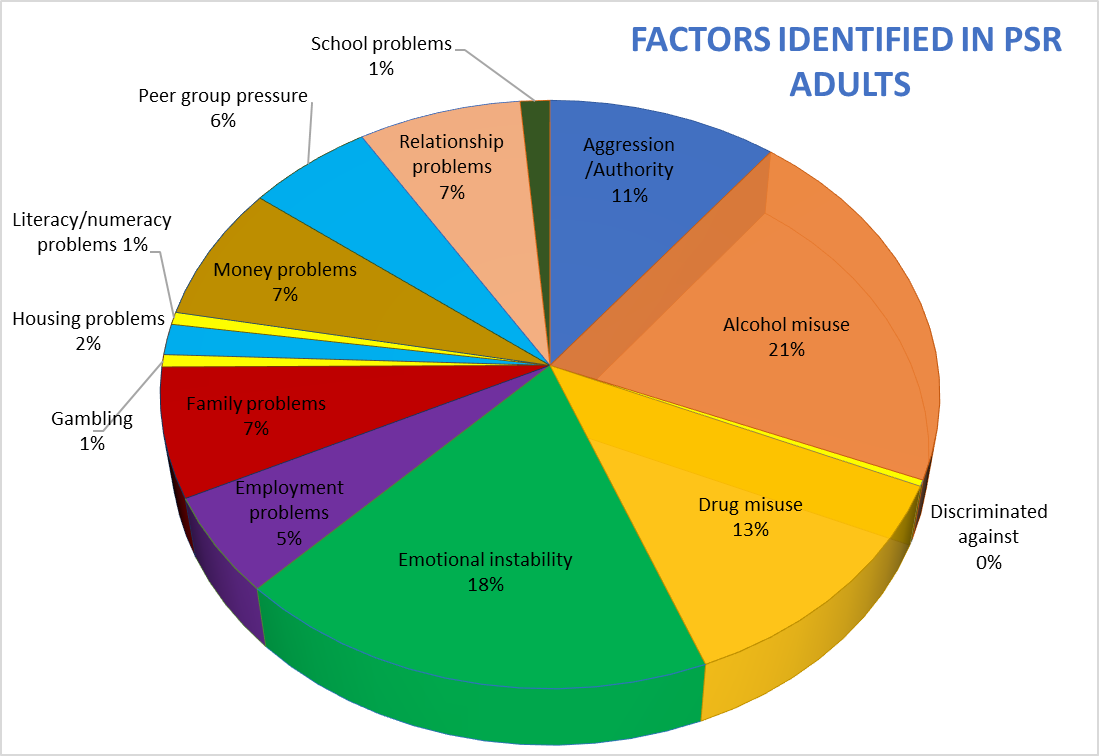 FACTORS IDENTIFIED IN PSR
ADULTS
School problems
1%
Peer group pressure
6%
Relationship
problems
7%
Aggression
/Authority
11%
Literacy/numeracy
problems 1%
Money problems
7%
Housing problems
2%
Alcohol misuse
21%
Gambling
1%
Family problems
7%
Employment
problems
5%
Drug misuse
13%
Discriminated
against
0%
Emotional instability
18%